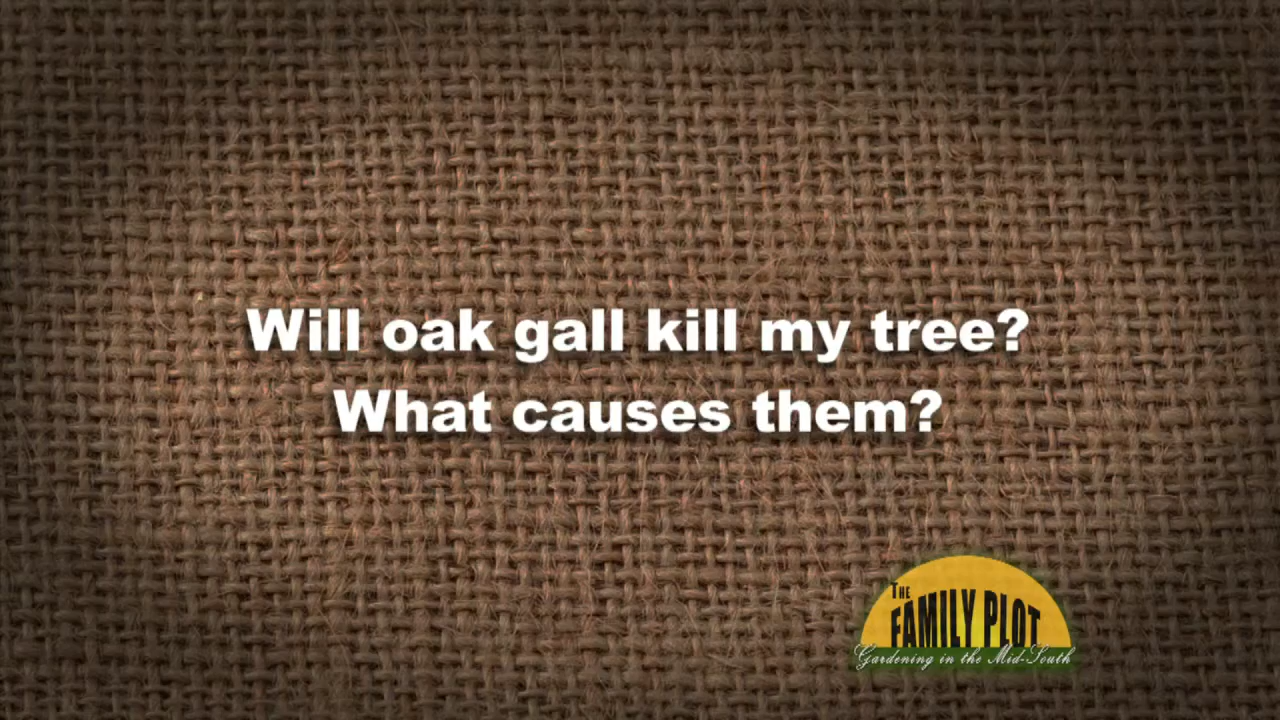 Will oak gall kill my tree?
What causes them?
THE
FAMILY PLOT
Gardening in the Mid-South